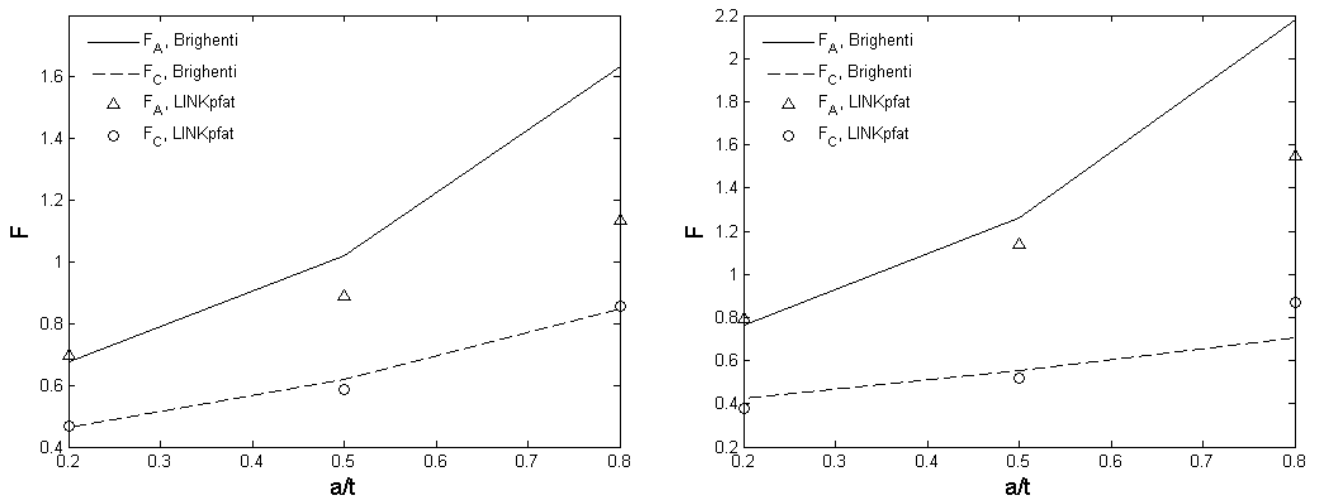 F_A, Brighenti
F_C, Brighenti
F_A, LINKpfat
F_C, LINKpfat
1.6
1.4
1.2
1
0.8
0.6
0.4
F
0.2
0.3
0.4
0.5
0.6
0.7
0.8
a/t
F_A, Brighenti
F_C, Brighenti
F_A, LINKpfat
F_C, LINKpfat
2.2
2
1.8
1.6
1.4
1.2
1
0.8
0.6
0.4
0.2
F
0.2
0.3
0.4
0.5
0.6
0.7
0.8
a/t